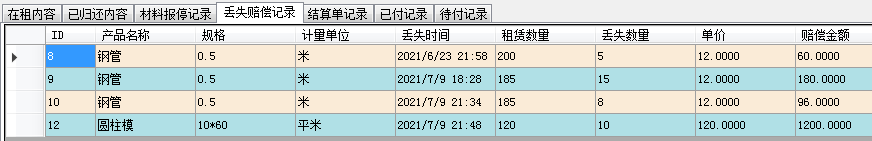 在租内容 已归还内容 材料报停记录 丢失赔偿记录 结算单记录 已付记录 待付记录
ID 产品名称 规格 计量单位 丢失时间 租赁数量 丢失数量 单价 赔偿金额
8 钢管 0.5 米 2021/6/23 21:58 200 5 12.0000 60.0000
9 钢管 0.5 米 2021/7/9 18:28 185 15 12.0000 180.0000
10 钢管 0.5 米 2021/7/9 21:34 185 8 12.0000 96.0000
12 圆柱模 10*60 平米 2021/7/9 21:48 120 10 120.0000 1200.0000